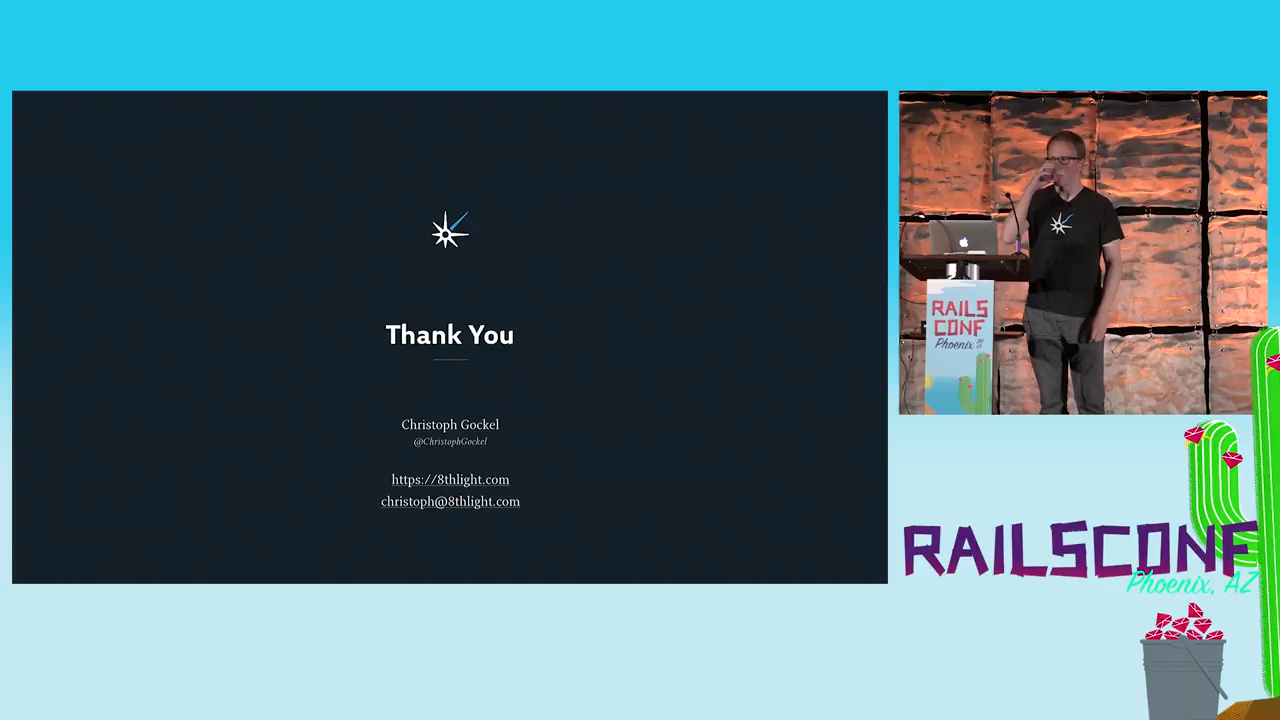 Thank You
Christoph Gockel
@ChristophGockel
https://8thlight.com
christoph@8thlight.com
RAILS
CONF
Phoenix
RAILSCONF
Phoenix, AZ